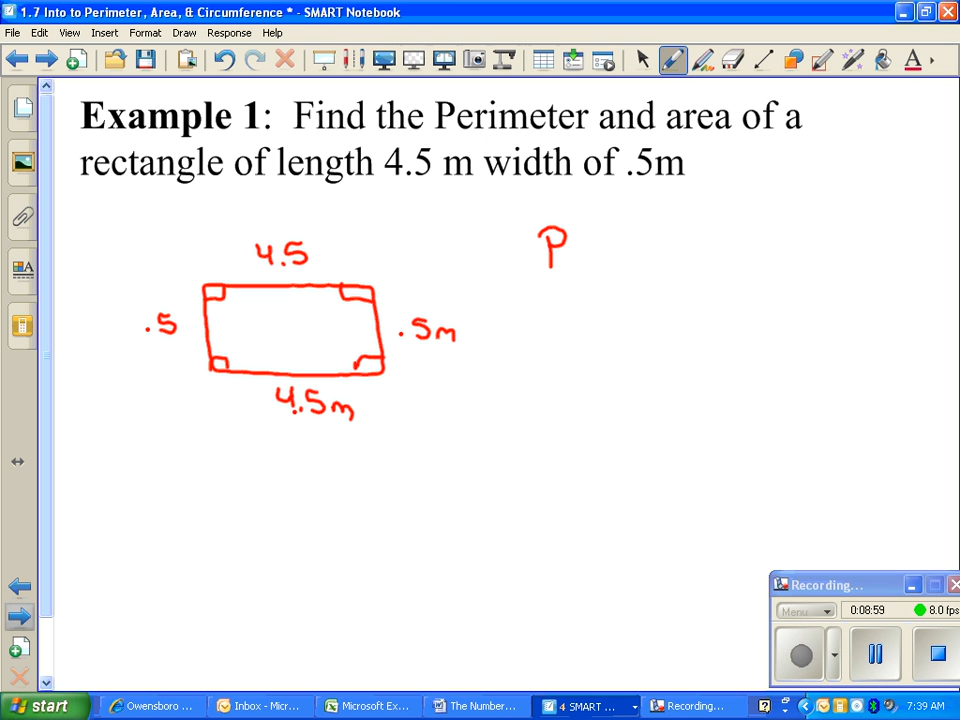 1.7 Into to Perimeter, Area, & Circumference * - SMART Notebook
File Edit View Insert Format Draw Response Help
Example 1: Find the Perimeter and area of a
rectangle of length 4.5 m width of .5m
4.5
P
.5
.5m
4.5m
Recording...
Menu
0:08:59
8.0 fps
start
Owensboro ...
Inbox - Micr...
Microsoft Ex...
The Number...
4 SMART ...
Recording...
7:39 AM